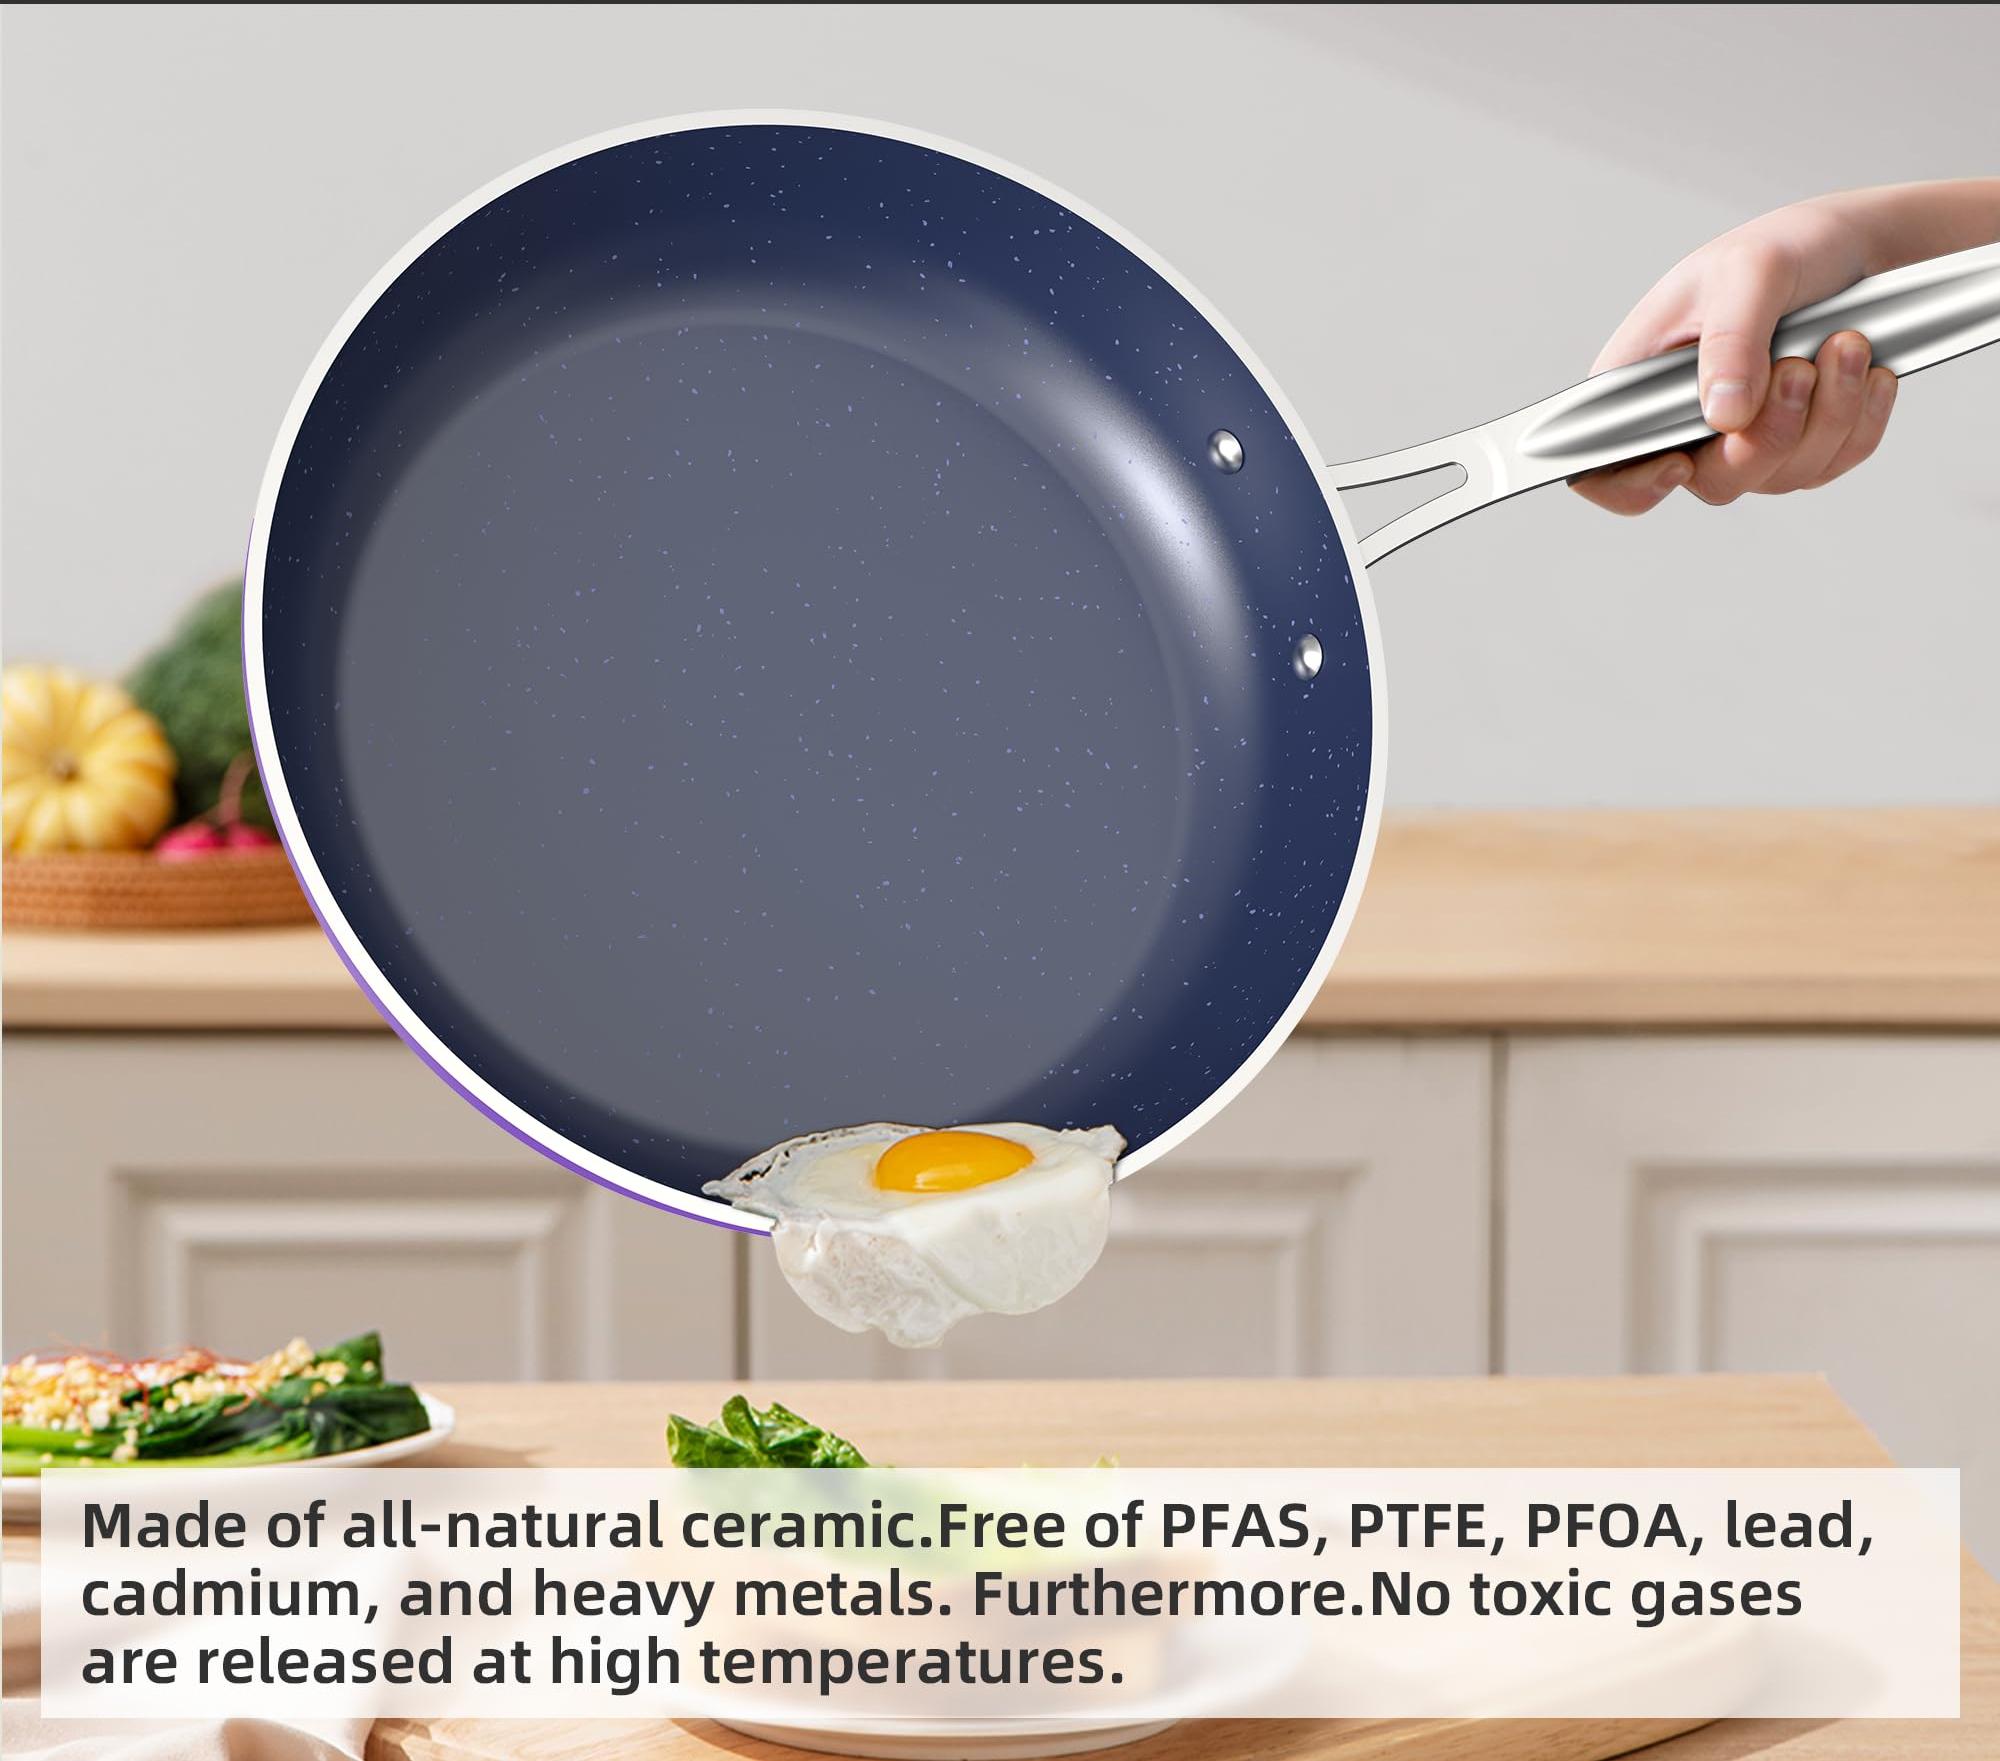 Made of all-natural ceramic.Free of PFAS, PTFE, PFOA, lead,
cadmium, and heavy metals. Furthermore.No toxic gases
are released at high temperatures.